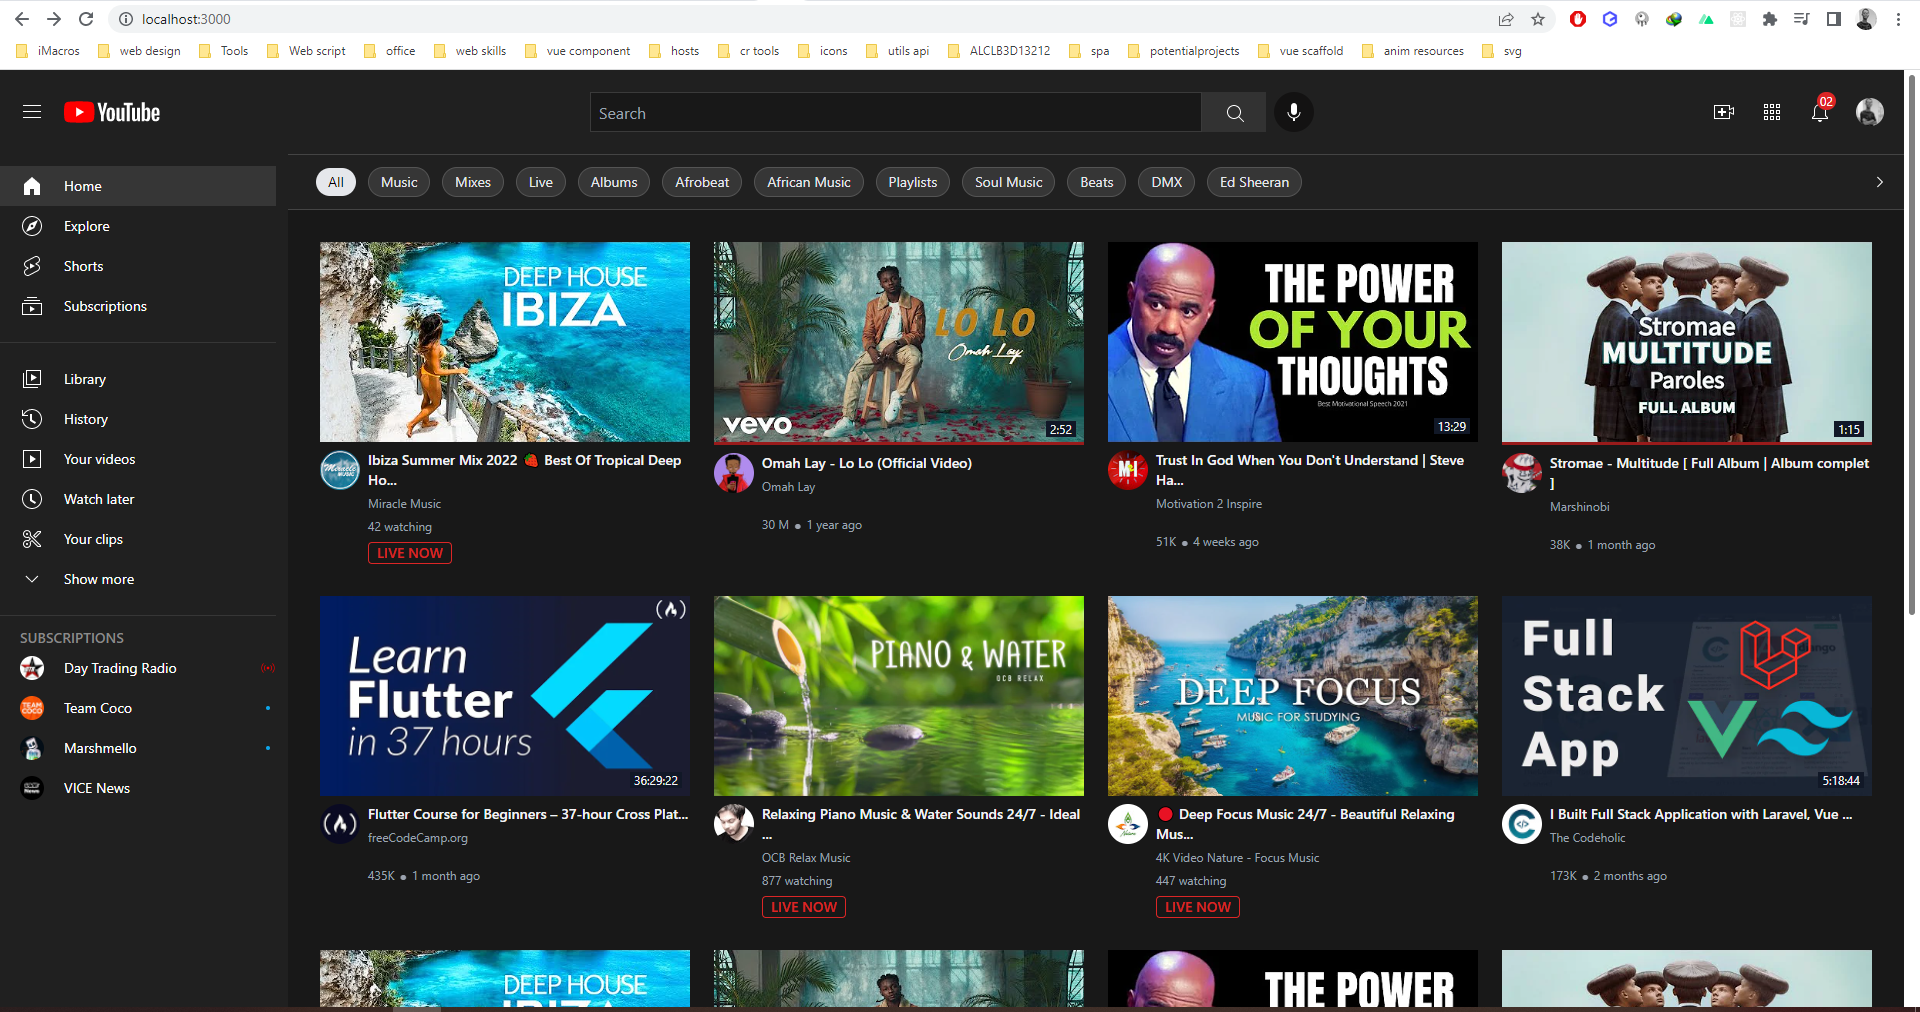 localhost:3000
iMacros web design Tools Web script office web skills vue component hosts cr tools icons utils api ALCLB3D13212 spa potentialprojects vue scaffold anim resources svg
YouTube
Search
02
Home
Explore
Shorts
Subscriptions
Library
History
Your videos
Watch later
Your clips
Show more
SUBSCRIPTIONS
Day Trading Radio
Team Coco
Marshmello
VICE News
All Music Mixes Live Albums Afrobeat African Music Playlists Soul Music Beats DMX Ed Sheeran
DEEP HOUSE
IBIZA
Miracle
MUSIC
Ibiza Summer Mix 2022 🍓 Best Of Tropical Deep
Ho...
Miracle Music
42 watching
LIVE NOW
LO LO
Omah Lay
vevo
2:52
Omah Lay - Lo Lo (Official Video)
Omah Lay
30 M ● 1 year ago
THE POWER
OF YOUR
THOUGHTS
Best Motivational Speech 2021
13:29
Trust In God When You Don't Understand | Steve
Ha...
Motivation 2 Inspire
51K ● 4 weeks ago
Stromae
MULTITUDE
Paroles
FULL ALBUM
1:15
Stromae - Multitude [ Full Album | Album complet
]
Marshinobi
38K ● 1 month ago
Learn
Flutter
in 37 hours
36:29:22
Flutter Course for Beginners – 37-hour Cross Plat...
freeCodeCamp.org
435K ● 1 month ago
PIANO & WATER
OCB RELAX
Relaxing Piano Music & Water Sounds 24/7 - Ideal
...
OCB Relax Music
877 watching
LIVE NOW
DEEP FOCUS
MUSIC FOR STUDYING
🔴 Deep Focus Music 24/7 - Beautiful Relaxing
Mus...
4K Video Nature - Focus Music
447 watching
LIVE NOW
Full
Stack
App
5:18:44
I Built Full Stack Application with Laravel, Vue ...
The Codeholic
173K ● 2 months ago
DEEP HOUSE
IBIZA
THE POWER